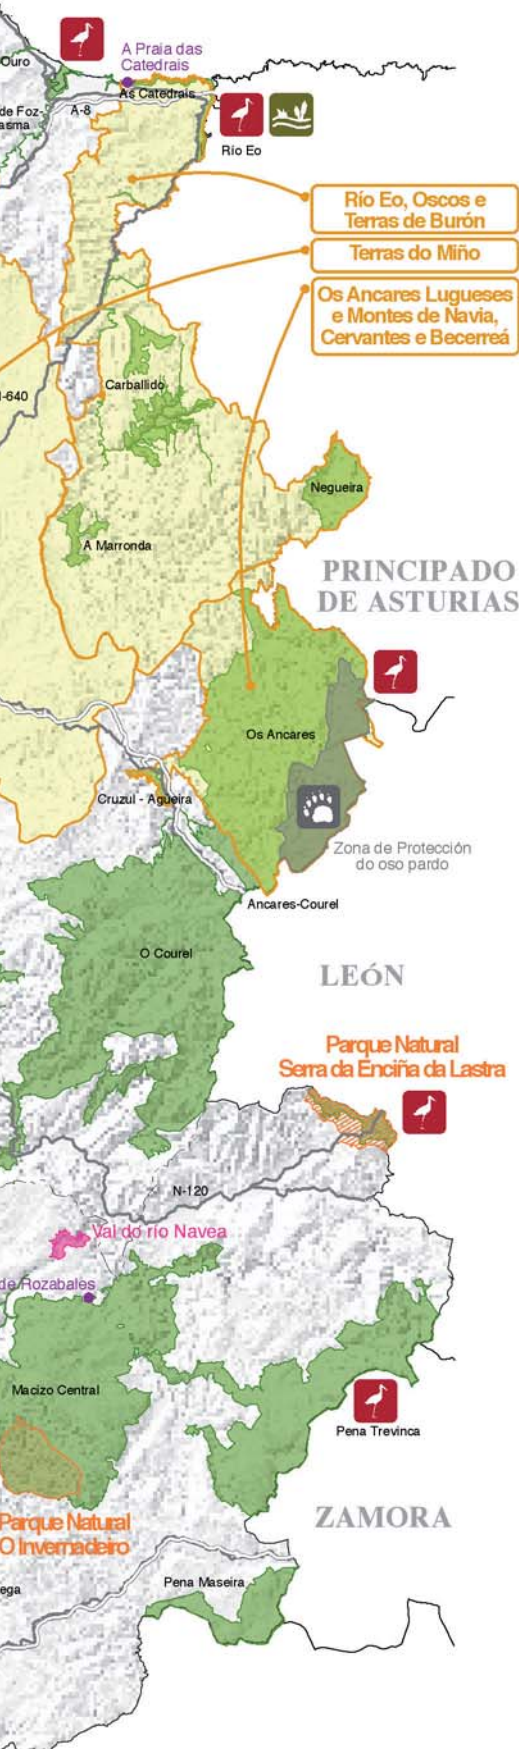 A Praia das
Catedrais
Ouro
As Catedrais
de Foz-
asma
A-8
Río Eo
Río Eo, Oscos e
Terras de Burón
Terras do Miño
Os Ancares Lugueses
e Montes de Navia,
Cervantes e Becerreá
Carballido
-640
Negueira
A Marronda
PRINCIPADO
DE ASTURIAS
Os Ancares
Cruzul - Agüeira
Zona de Protección
do oso pardo
Ancares-Courel
O Courel
LEÓN
Parque Natural
Serra da Enciña da Lastra
N-120
Val do río Navea
de Rozabales
Macizo Central
Pena Trevinca
Parque Natural
O Invernadeiro
ZAMORA
Pena Maseira
ega